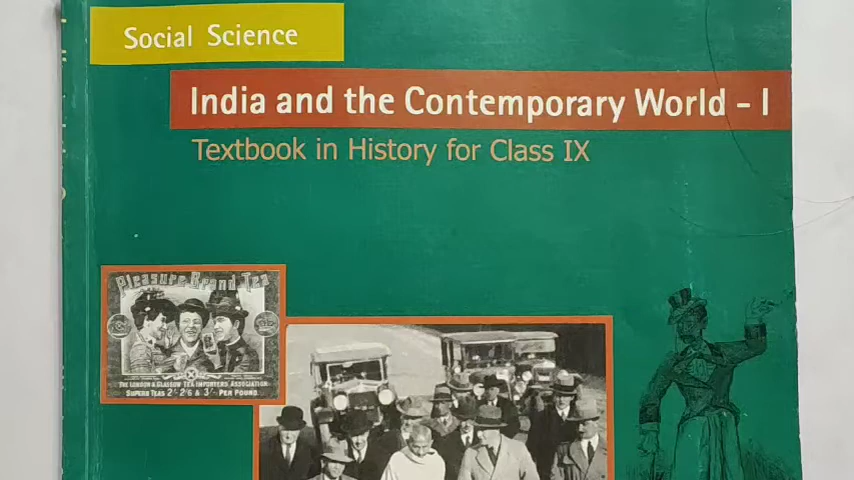 Social Science
India and the Contemporary World - I
Textbook in History for Class IX
Pleasure Brand Tea
THE LONDON & GLASGOW TEA IMPORTERS' ASSOCIATION
SUPERB TEAS 2/- 2/6 & 3/- PER POUND.